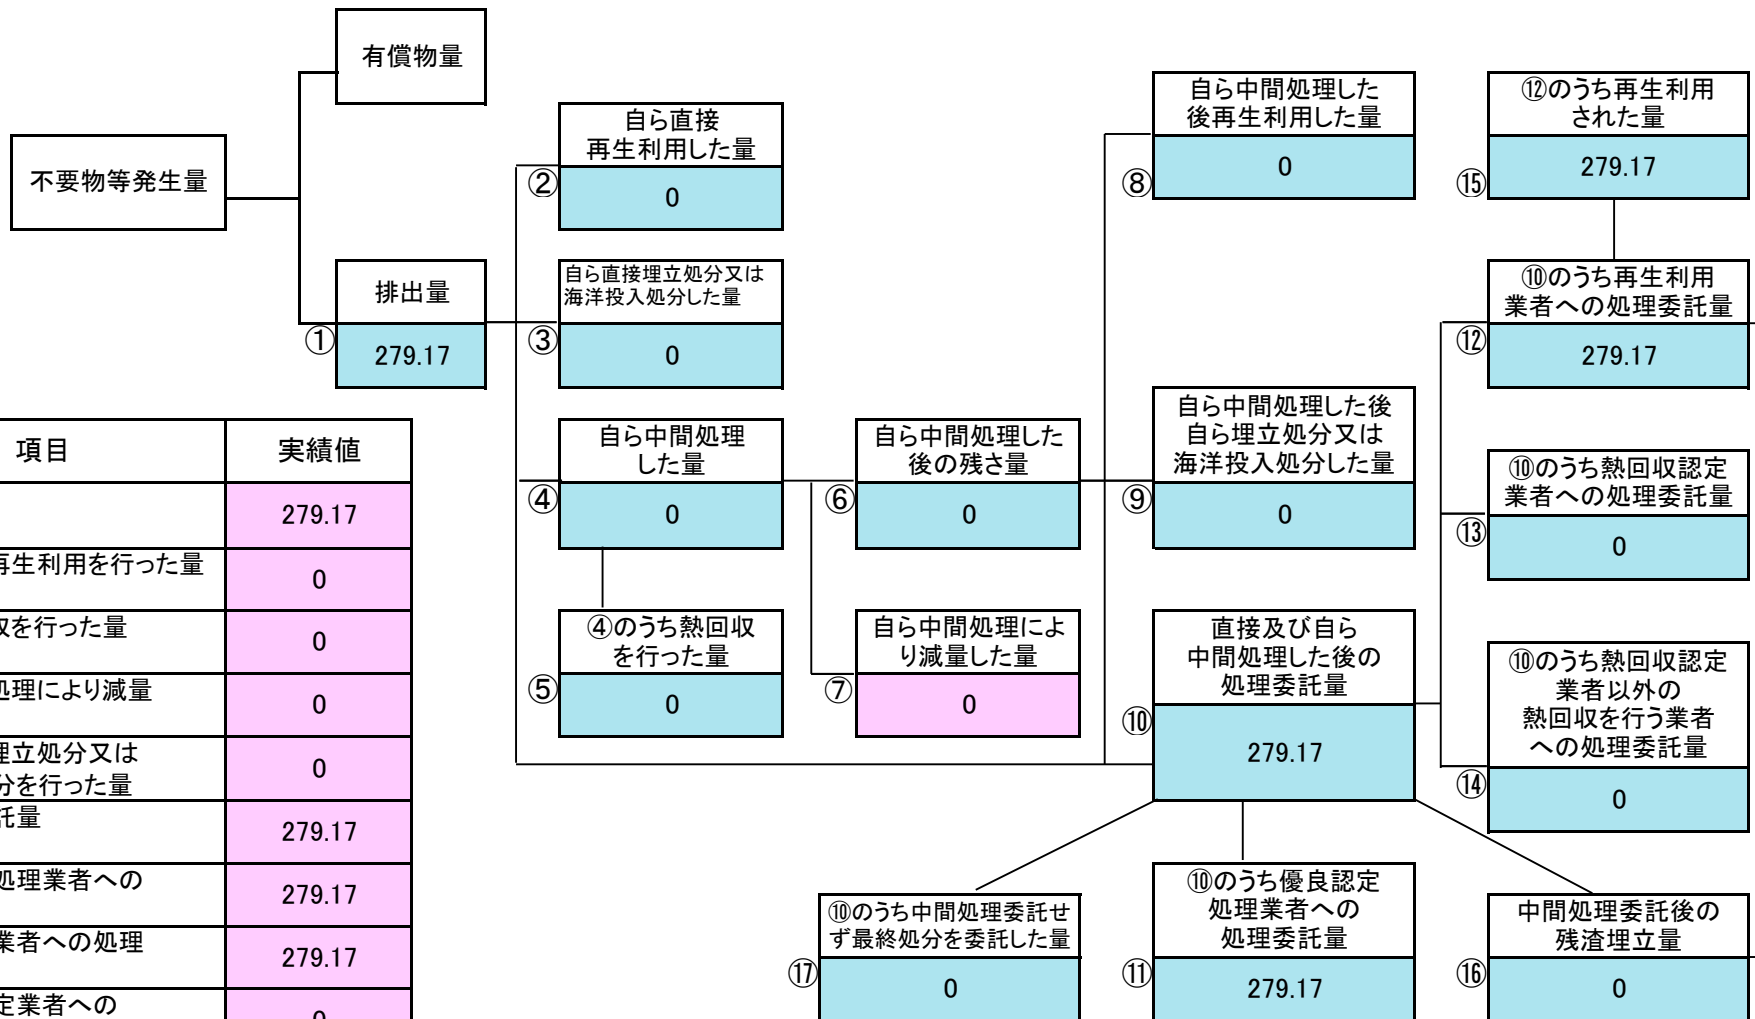 有償物量
不要物等発生量
排出量
①
279.17
自ら直接
再生利用した量
②
0
自ら直接埋立処分又は
海洋投入処分した量
③
0
自ら中間処理
した量
④
0
④のうち熱回収
を行った量
⑤
0
自ら中間処理した
後の残さ量
⑥
0
自ら中間処理によ
り減量した量
⑦
0
自ら中間処理した
後再生利用した量
⑧
0
自ら中間処理した後
自ら埋立処分又は
海洋投入処分した量
⑨
0
直接及び自ら
中間処理した後の
処理委託量
⑩
279.17
⑫のうち再生利用
された量
⑮
279.17
⑩のうち再生利用
業者への処理委託量
⑫
279.17
⑩のうち熱回収認定
業者への処理委託量
⑬
0
⑩のうち熱回収認定
業者以外の
熱回収を行う業者
への処理委託量
⑭
0
⑩のうち中間処理委託せ
ず最終処分を委託した量
⑰
0
⑩のうち優良認定
処理業者への
処理委託量
⑪
279.17
中間処理委託後の
残渣埋立量
⑯
0
項目 実績値
279.17
再生利用を行った量
0
収を行った量
0
処理により減量
0
埋立処分又は
分を行った量
0
託量
279.17
処理業者への
279.17
業者への処理
279.17
定業者への
0